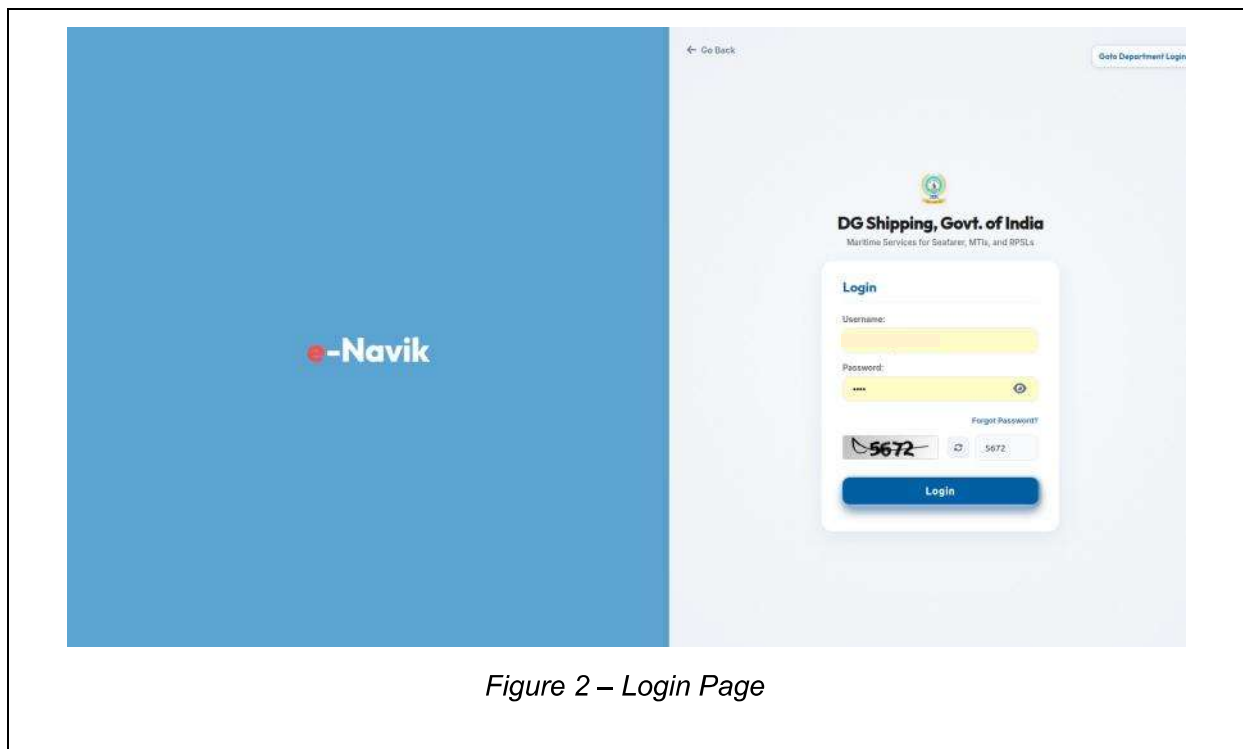 ← Go Back
Goto Department Login
DG Shipping, Govt. of India
Maritime Services for Seafarer, MTIs, and RPSLs
e-Navik
Login
Username:
Password:
••••
Forgot Password?
5672
5672
Login
Figure 2 – Login Page